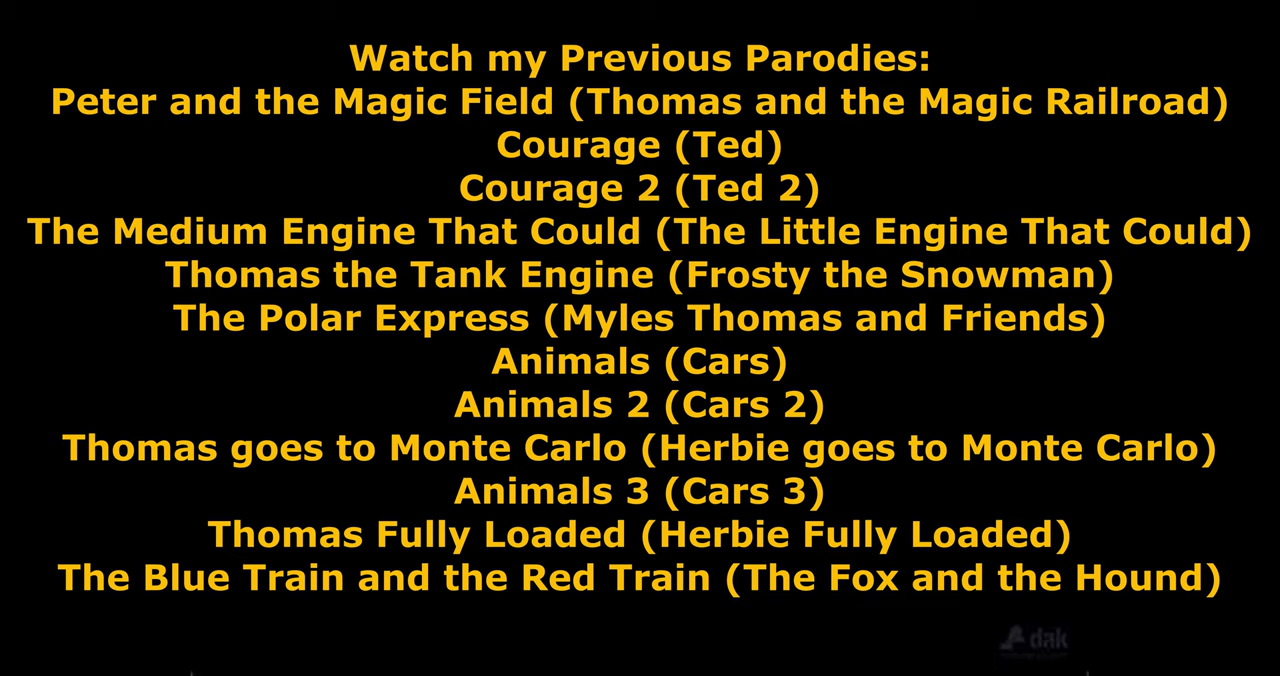 Watch my Previous Parodies:
Peter and the Magic Field (Thomas and the Magic Railroad)
Courage (Ted)
Courage 2 (Ted 2)
The Medium Engine That Could (The Little Engine That Could)
Thomas the Tank Engine (Frosty the Snowman)
The Polar Express (Myles Thomas and Friends)
Animals (Cars)
Animals 2 (Cars 2)
Thomas goes to Monte Carlo (Herbie goes to Monte Carlo)
Animals 3 (Cars 3)
Thomas Fully Loaded (Herbie Fully Loaded)
The Blue Train and the Red Train (The Fox and the Hound)
dak